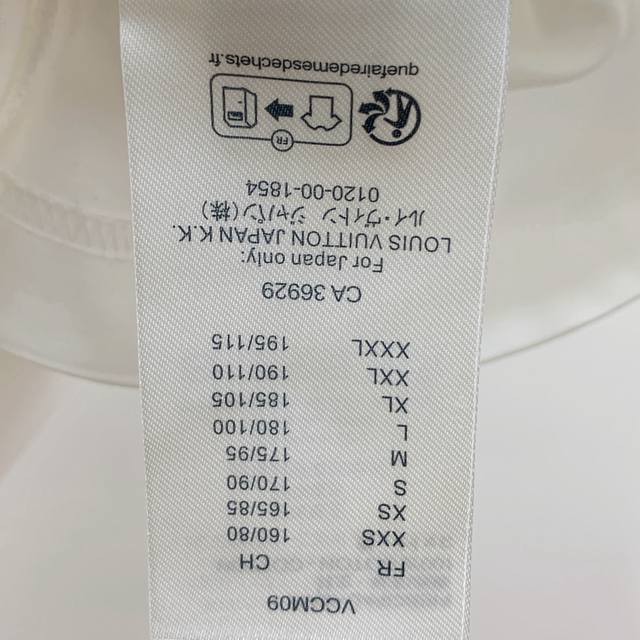 VCCM09
FR CH
XXS 160/80
XS 165/85
S 170/90
M 175/95
L 180/100
XL 185/105
XXL 190/110
XXXL 195/115
CA 36929
For Japan only:
LOUIS VUITTON JAPAN K.K.
ルイ・ヴィトン ジャパン(株)
0120-00-1854
FR
quefairedemesdechets.fr